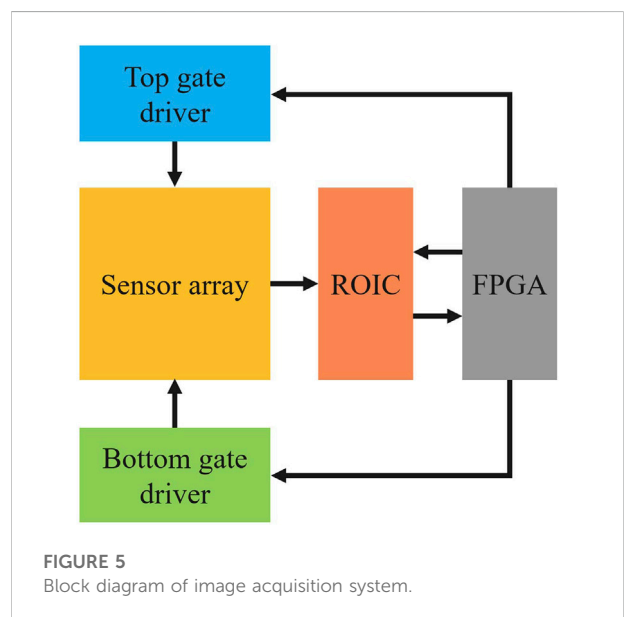 Top gate
driver
Sensor array
ROIC
FPGA
Bottom gate
driver
FIGURE 5
Block diagram of image acquisition system.